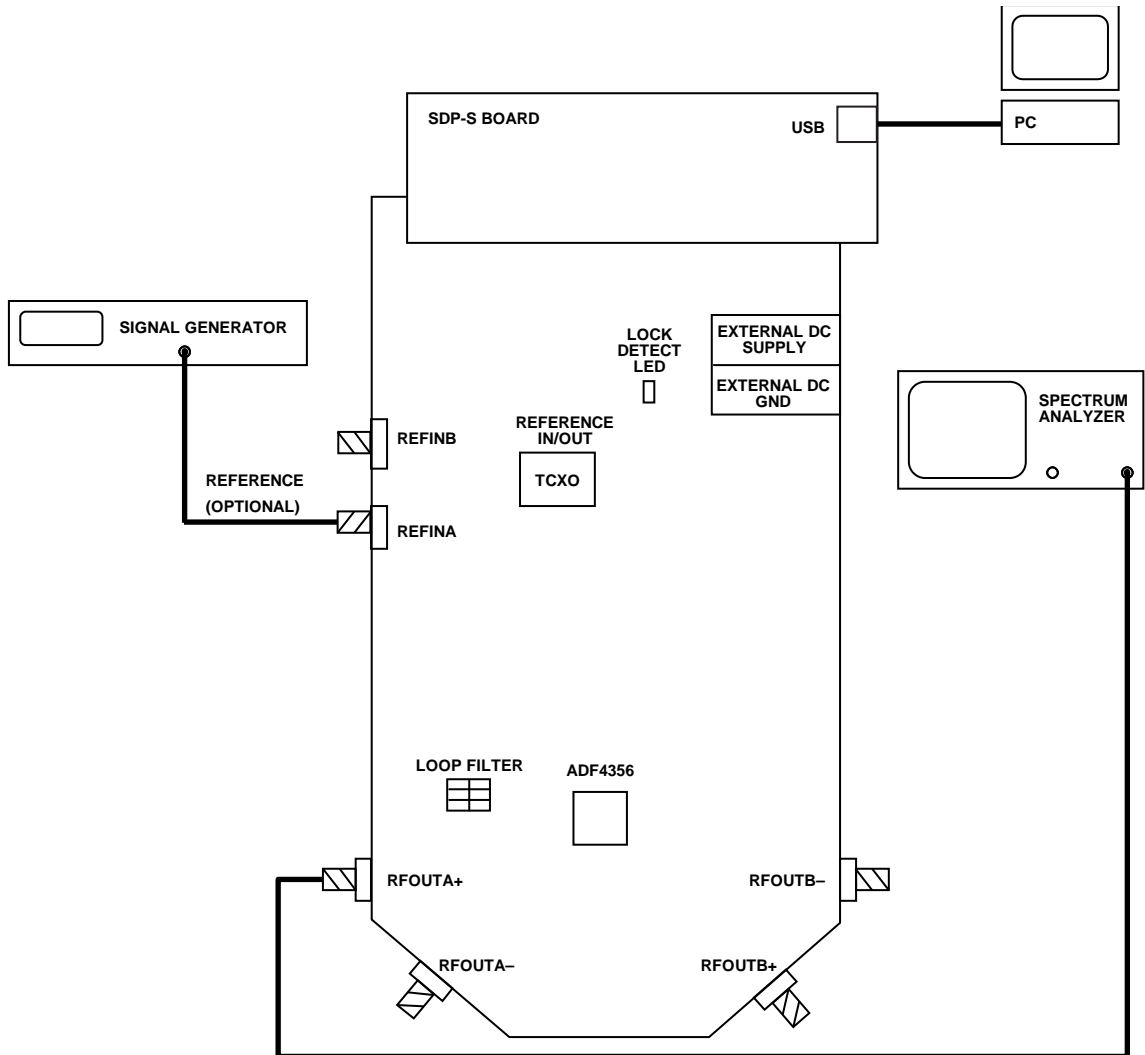 SDP-S BOARD
USB
PC
SIGNAL GENERATOR
LOCK
DETECT
LED
EXTERNAL DC
SUPPLY
EXTERNAL DC
GND
SPECTRUM
ANALYZER
REFINB
REFERENCE
IN/OUT
TCXO
REFERENCE
(OPTIONAL)
REFINA
LOOP FILTER
ADF4356
RFOUTA+
RFOUTB–
RFOUTA–
RFOUTB+